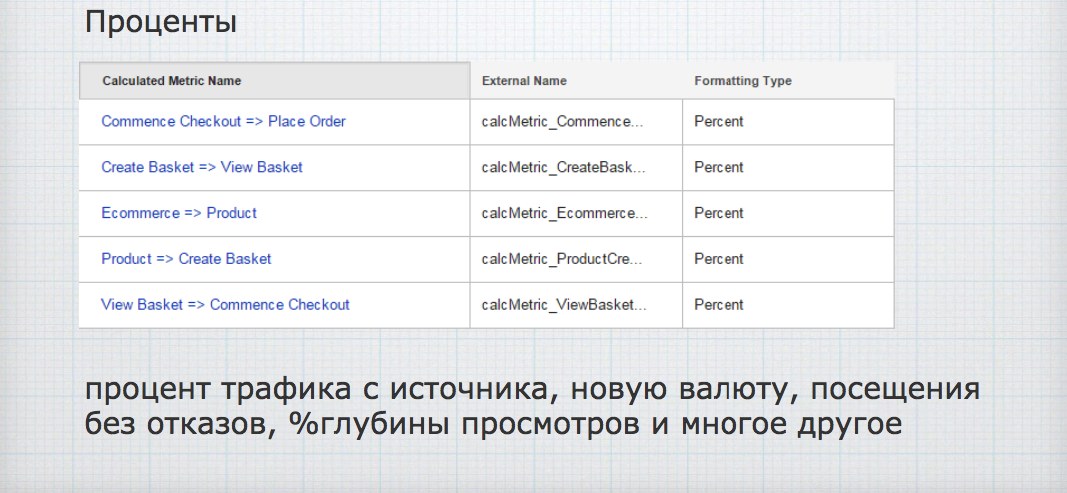 Проценты
Calculated Metric Name External Name Formatting Type
Commence Checkout => Place Order calcMetric_Commence... Percent
Create Basket => View Basket calcMetric_CreateBask... Percent
Ecommerce => Product calcMetric_Ecommerce... Percent
Product => Create Basket calcMetric_ProductCre... Percent
View Basket => Commence Checkout calcMetric_ViewBasket... Percent
процент трафика с источника, новую валюту, посещения
без отказов, %глубины просмотров и многое другое